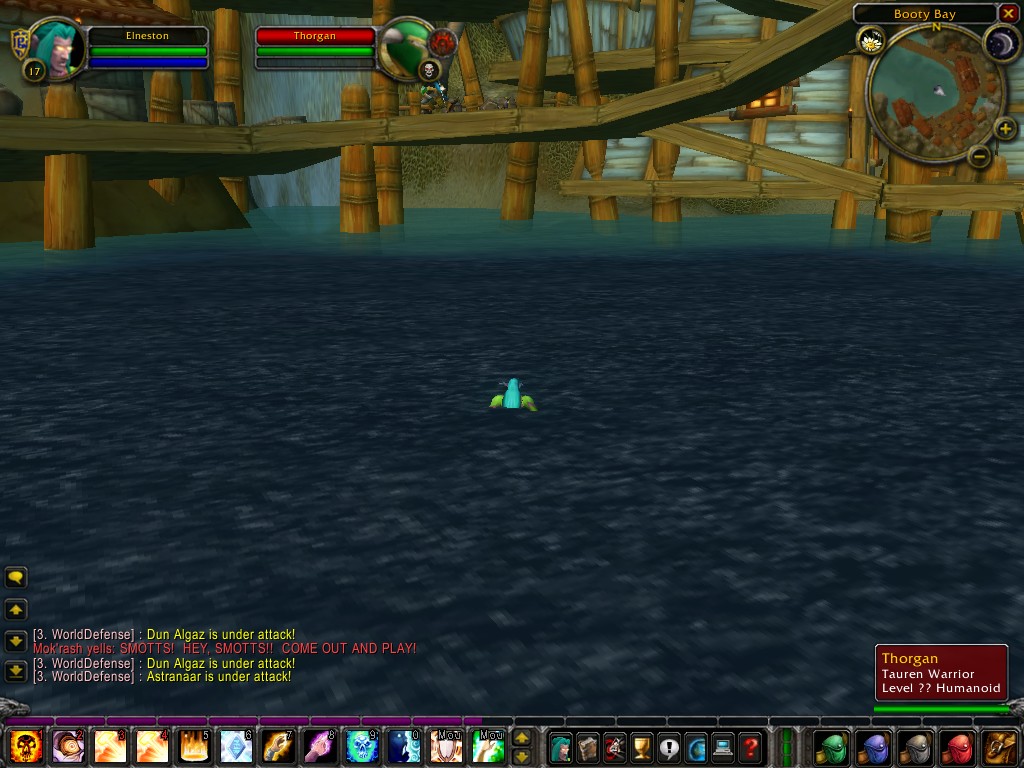 Elneston
17
Thorgan
Booty Bay
N
[3. WorldDefense] : Dun Algaz is under attack!
Mok'rash yells: SMOTTS!  HEY, SMOTTS!!  COME OUT AND PLAY!
[3. WorldDefense] : Dun Algaz is under attack!
[3. WorldDefense] : Astranaar is under attack!
Thorgan
Tauren Warrior
Level ?? Humanoid
2 3 4 5 6 7 8 9 0 Mou Mou
?